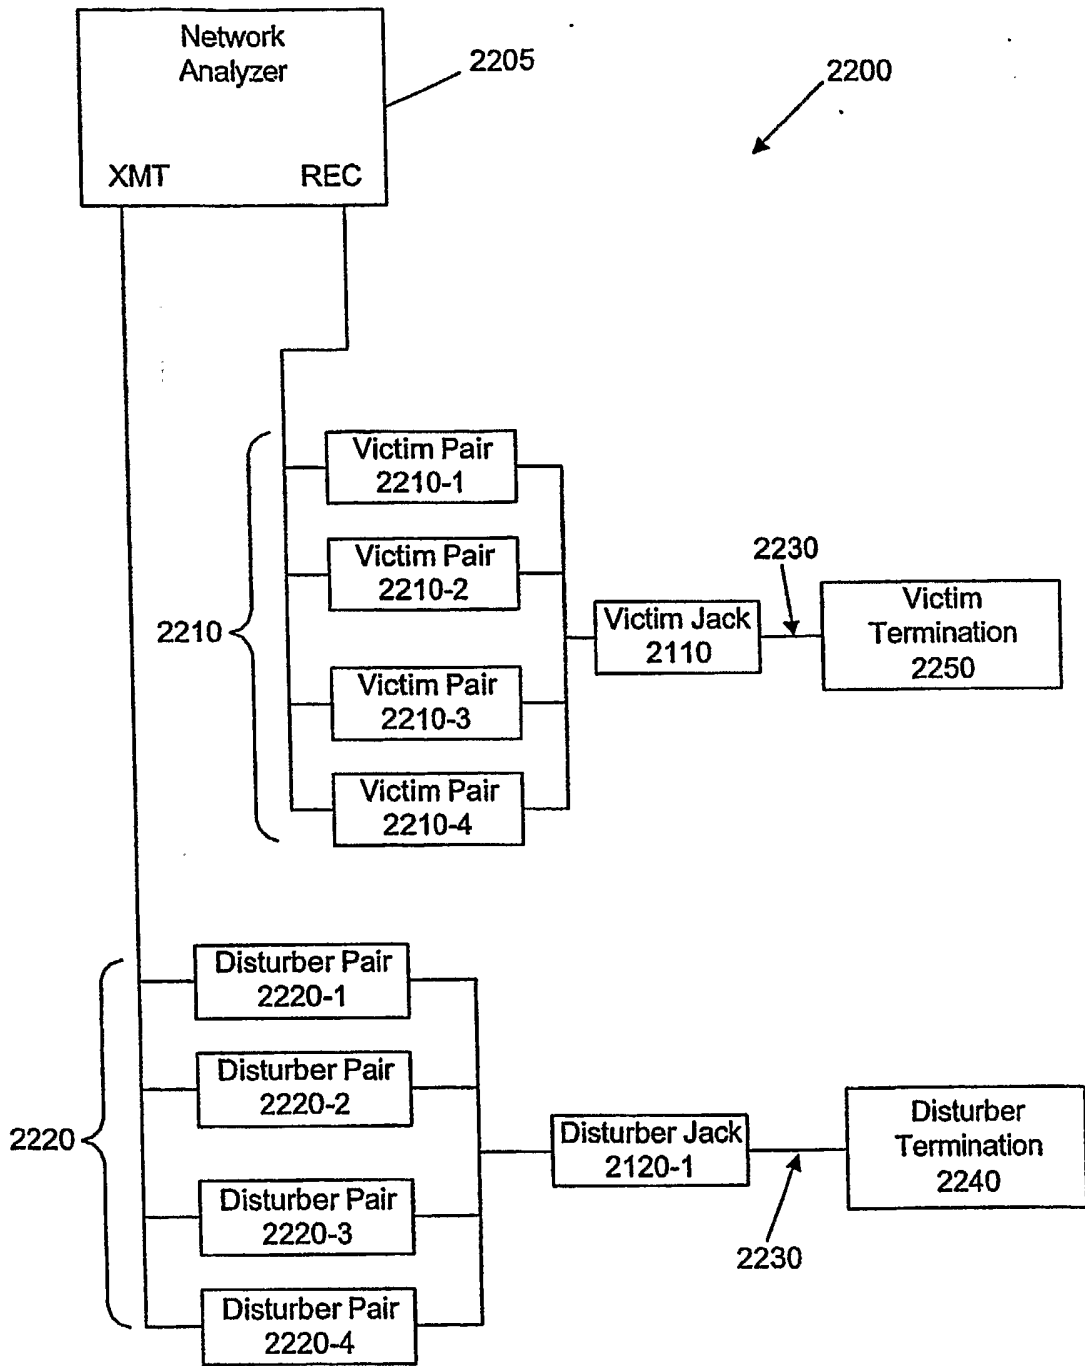 Network
Analyzer
2205
2200
XMT
REC
Victim Pair
2210-1
Victim Pair
2210-2
2230
2210
Victim Jack
2110
Victim
Termination
2250
Victim Pair
2210-3
Victim Pair
2210-4
Disturber Pair
2220-1
Disturber Pair
2220-2
2220
Disturber Jack
2120-1
Disturber
Termination
2240
Disturber Pair
2220-3
2230
Disturber Pair
2220-4